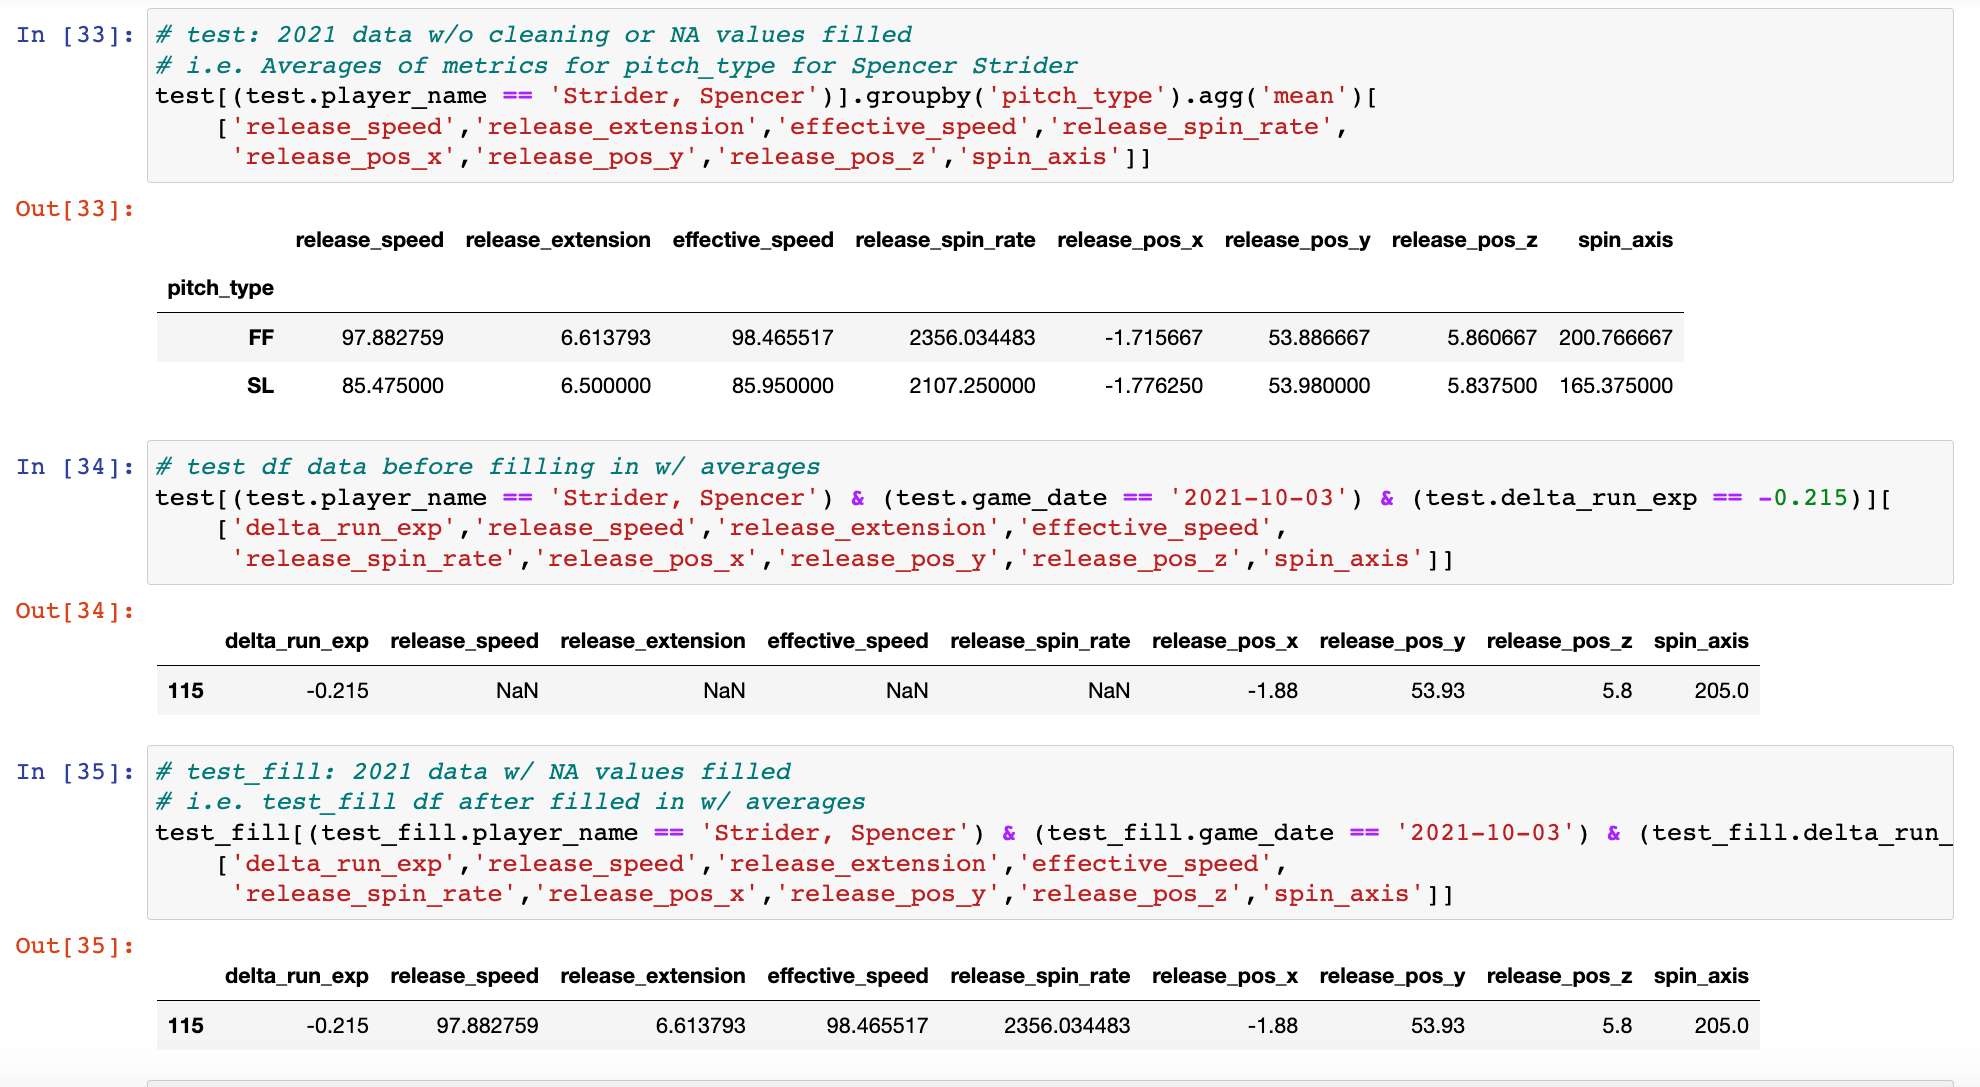 In [33]: # test: 2021 data w/o cleaning or NA values filled
# i.e. Averages of metrics for pitch_type for Spencer Strider
test[(test.player_name == 'Strider, Spencer')].groupby('pitch_type').agg('mean')[
['release_speed','release_extension','effective_speed','release_spin_rate',
'release_pos_x','release_pos_y','release_pos_z','spin_axis']]
Out[33]:
release_speed release_extension effective_speed release_spin_rate release_pos_x release_pos_y release_pos_z spin_axis
pitch_type
FF 97.882759 6.613793 98.465517 2356.034483 -1.715667 53.886667 5.860667 200.766667
SL 85.475000 6.500000 85.950000 2107.250000 -1.776250 53.980000 5.837500 165.375000
In [34]: # test df data before filling in w/ averages
test[(test.player_name == 'Strider, Spencer') & (test.game_date == '2021-10-03') & (test.delta_run_exp == -0.215)][
['delta_run_exp','release_speed','release_extension','effective_speed',
'release_spin_rate','release_pos_x','release_pos_y','release_pos_z','spin_axis']]
Out[34]:
delta_run_exp release_speed release_extension effective_speed release_spin_rate release_pos_x release_pos_y release_pos_z spin_axis
115 -0.215 NaN NaN NaN NaN -1.88 53.93 5.8 205.0
In [35]: # test_fill: 2021 data w/ NA values filled
# i.e. test_fill df after filled in w/ averages
test_fill[(test_fill.player_name == 'Strider, Spencer') & (test_fill.game_date == '2021-10-03') & (test_fill.delta_run_
['delta_run_exp','release_speed','release_extension','effective_speed',
'release_spin_rate','release_pos_x','release_pos_y','release_pos_z','spin_axis']]
Out[35]:
delta_run_exp release_speed release_extension effective_speed release_spin_rate release_pos_x release_pos_y release_pos_z spin_axis
115 -0.215 97.882759 6.613793 98.465517 2356.034483 -1.88 53.93 5.8 205.0